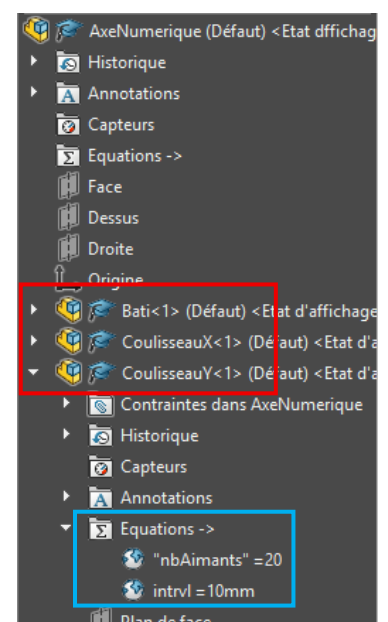 AxeNumerique (Défaut) <Etat dffichag
Historique
Annotations
Capteurs
Equations ->
Face
Dessus
Droite
Origine
Bati<1> (Défaut) <Etat d'affichage
CoulisseauX<1> (Défaut) <Etat d'a
CoulisseauY<1> (Défaut) <Etat d'a
Contraintes dans AxeNumerique
Historique
Capteurs
Annotations
Equations ->
"nbAimants" =20
intrvl =10mm
Plan de face